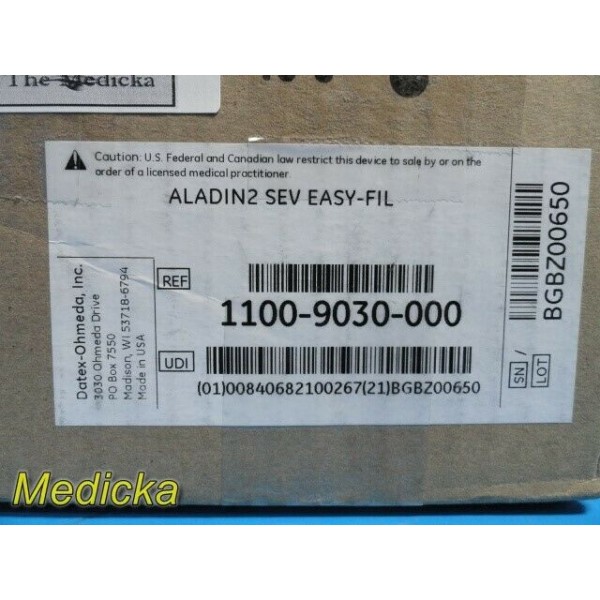 The Medicka
Caution: U.S. Federal and Canadian law restrict this device to sale by or on the
order of a licensed medical practitioner.
ALADIN2 SEV EASY-FIL
Datex-Ohmeda, Inc.
3030 Ohmeda Drive
PO Box 7550
Madison, WI 53718-6794
Made in USA
REF
1100-9030-000
UDI
(01)00840682100267(21)BGBZ00650
SN / LOT
BGBZ00650
Medicka